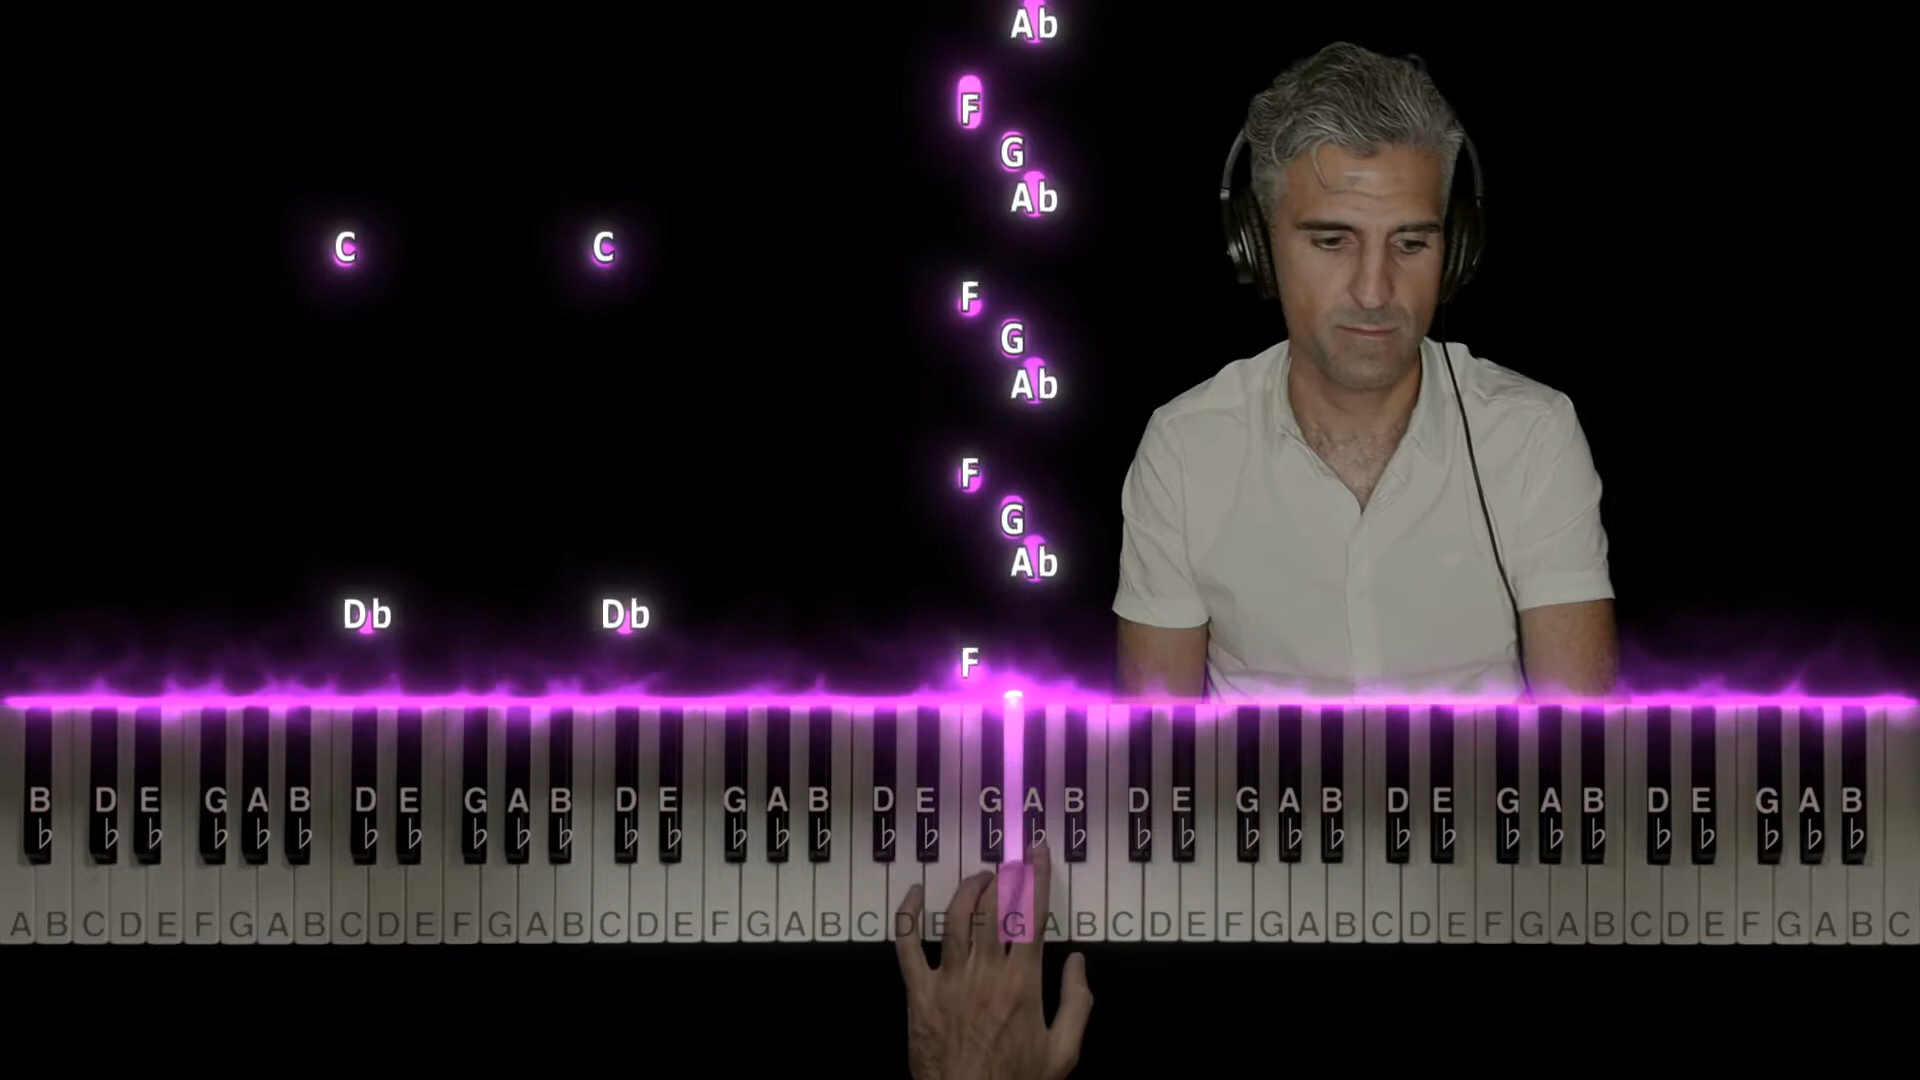 Ab
F
G
Ab
C C
F
G
Ab
F
G
Ab
Db Db
F
B D E G A B D E G A B D E G A B D E G A B D E G A B D E G A B D E G A B
♭ ♭ ♭ ♭ ♭ ♭ ♭ ♭ ♭ ♭ ♭ ♭ ♭ ♭ ♭ ♭ ♭ ♭ ♭ ♭ ♭ ♭ ♭ ♭ ♭ ♭ ♭ ♭ ♭ ♭ ♭ ♭ ♭ ♭ ♭ ♭
A B C D E F G A B C D E F G A B C D E F G A B C D E F G A B C D E F G A B C D E F G A B C D E F G A B C